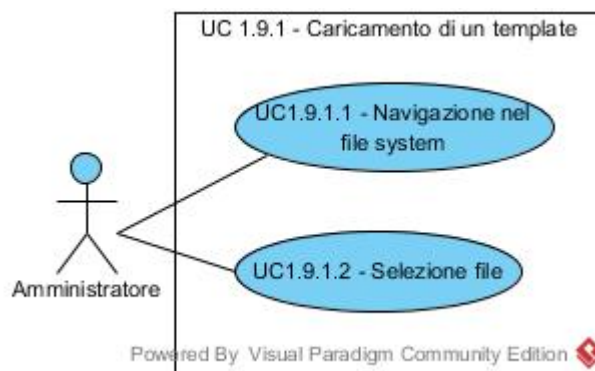 UC 1.9.1 - Caricamento di un template
UC1.9.1.1 - Navigazione nel
file system
UC1.9.1.2 - Selezione file
Amministratore
Powered By Visual Paradigm Community Edition